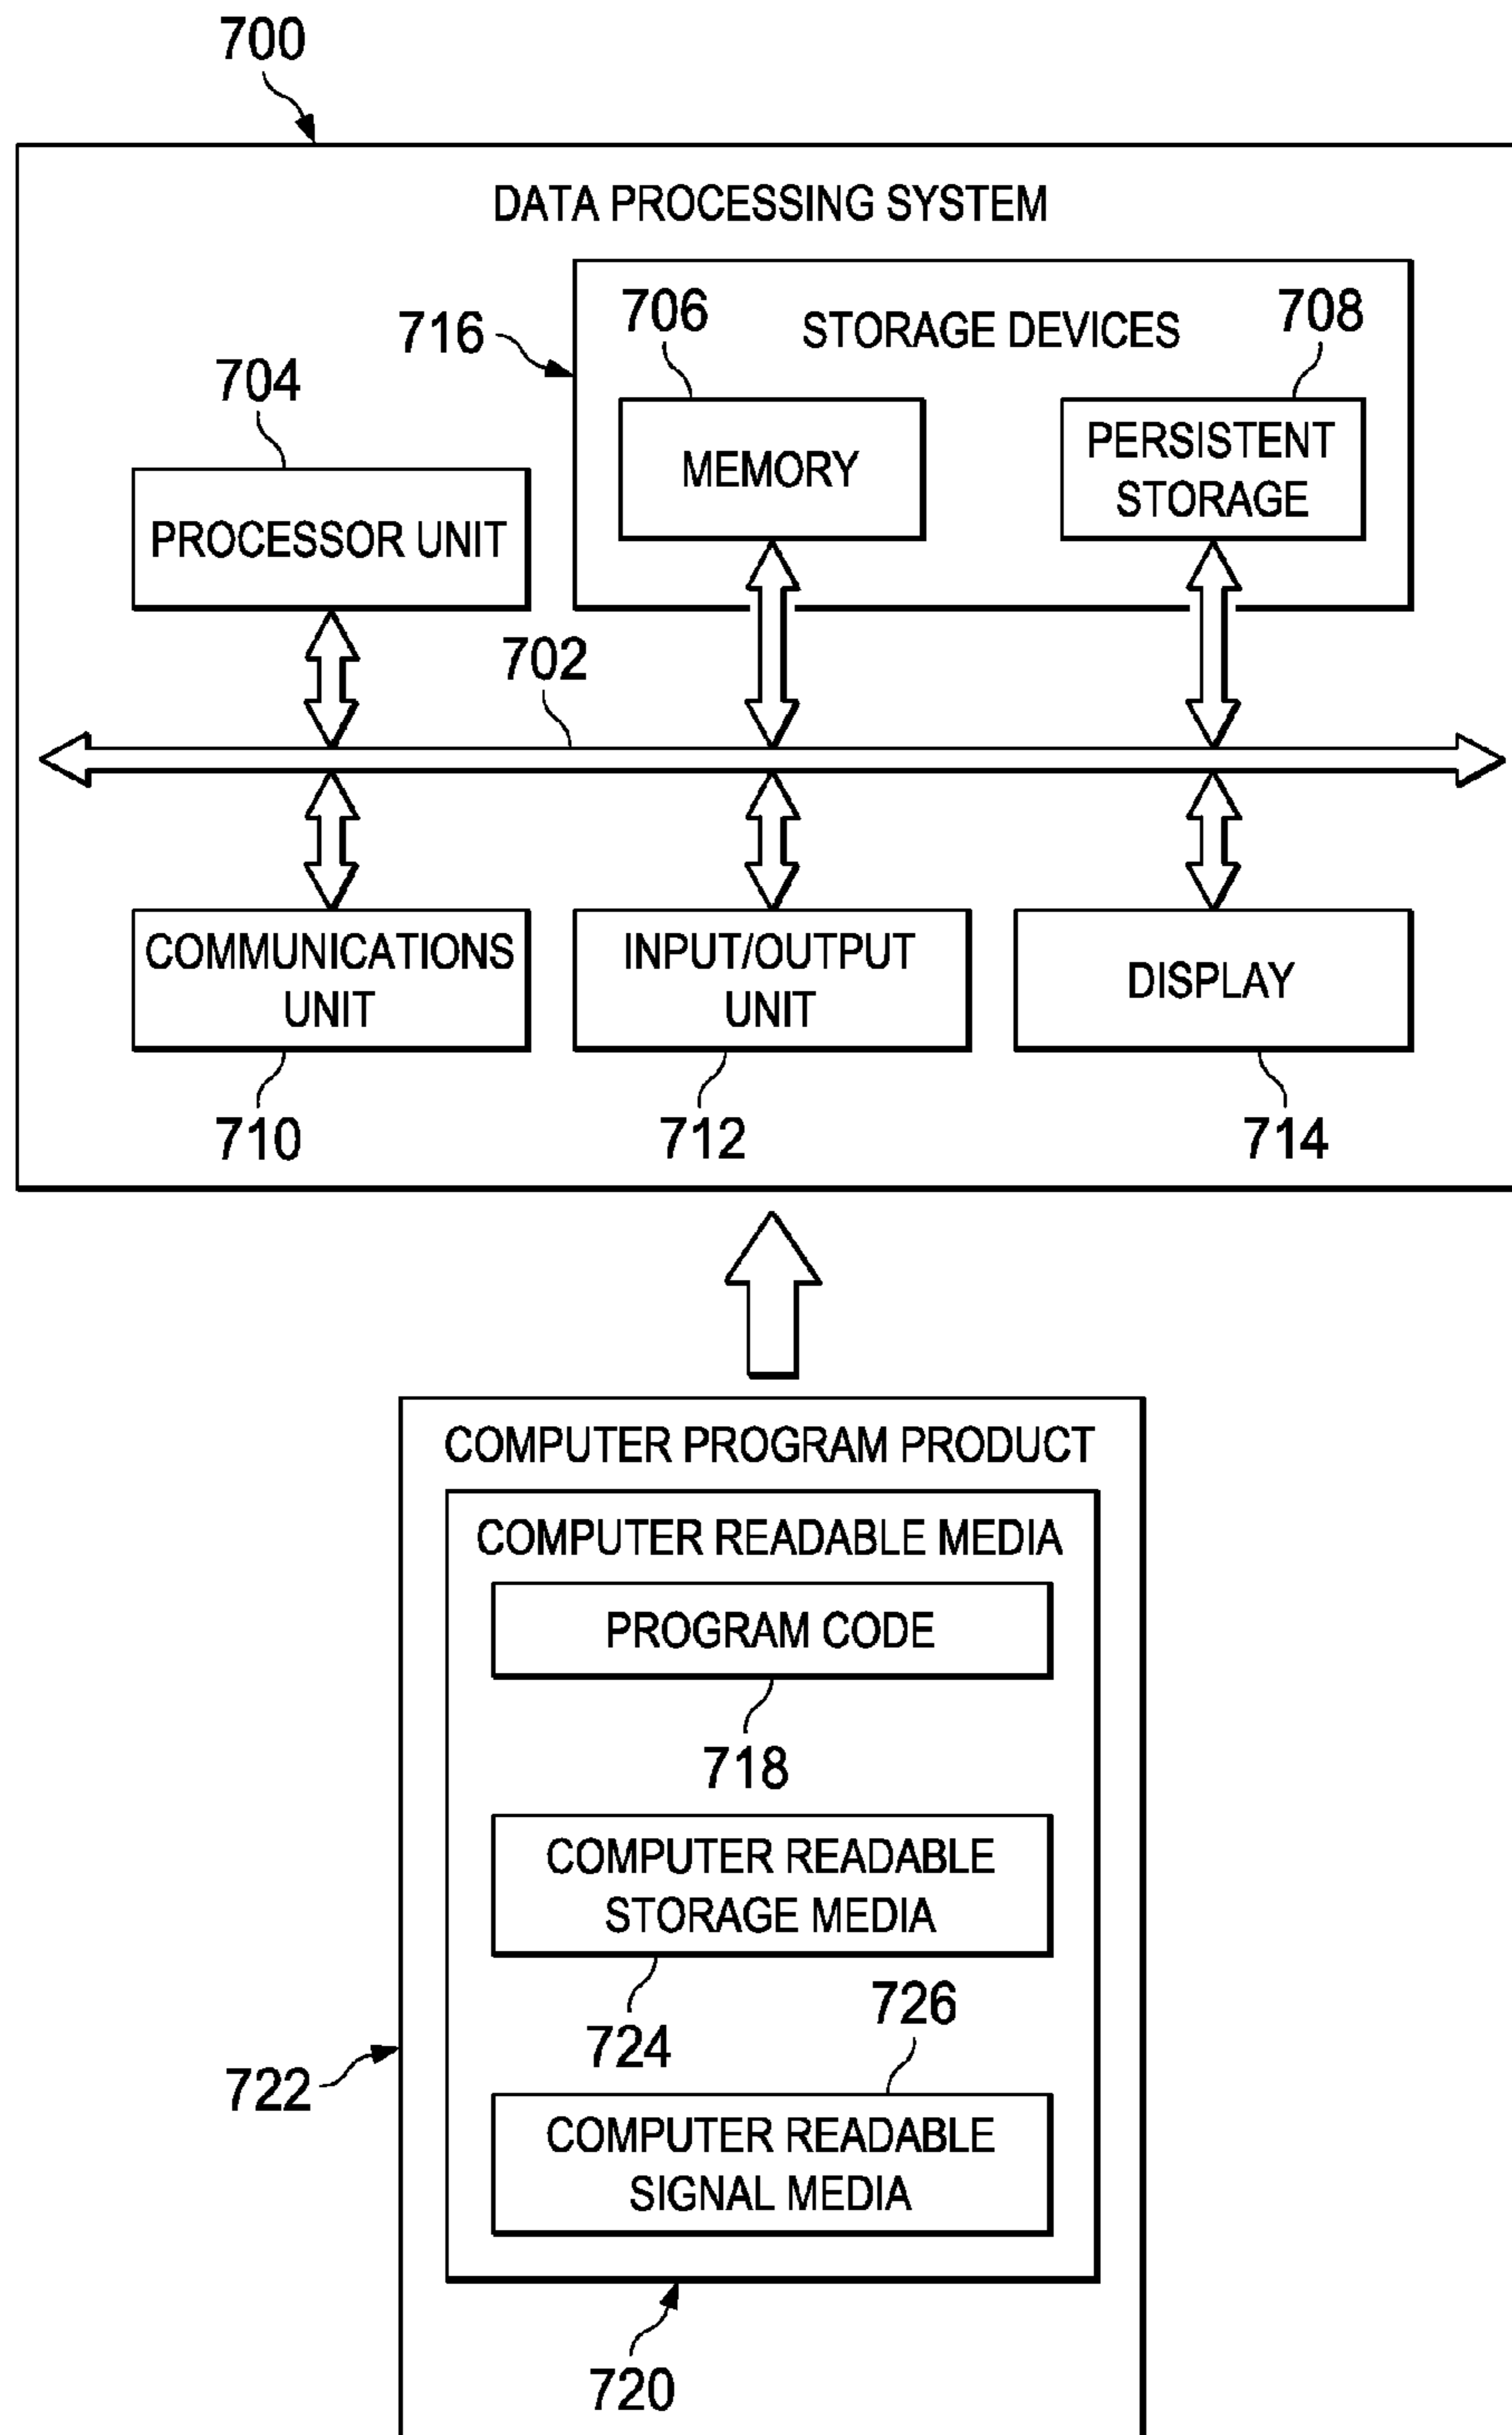 700
DATA PROCESSING SYSTEM
716
706
STORAGE DEVICES
708
704
MEMORY
PERSISTENT
STORAGE
PROCESSOR UNIT
702
COMMUNICATIONS
UNIT
INPUT/OUTPUT
UNIT
DISPLAY
710
712
714
COMPUTER PROGRAM PRODUCT
COMPUTER READABLE MEDIA
PROGRAM CODE
718
COMPUTER READABLE
STORAGE MEDIA
724
726
722
COMPUTER READABLE
SIGNAL MEDIA
720